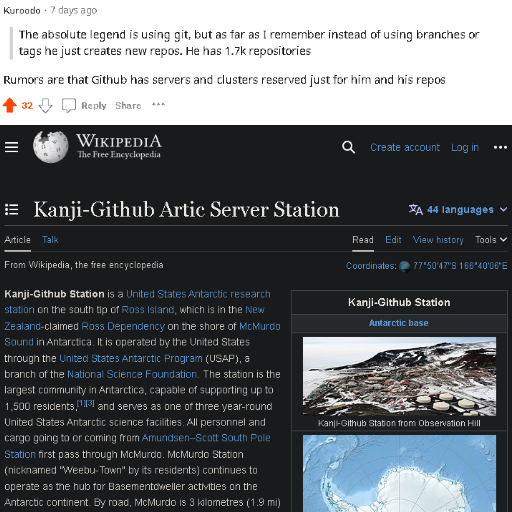 Kuroodo • 7 days ago
The absolute legend is using git, but as far as I remember instead of using branches or
tags he just creates new repos. He has 1.7k repositories
Rumors are that Github has servers and clusters reserved just for him and his repos
32 Reply Share •••
WIKIPEDIA
The Free Encyclopedia
Create account Log in •••
Kanji-Github Artic Server Station
44 languages
Article Talk Read Edit View history Tools
From Wikipedia, the free encyclopedia
Coordinates: 77°50′47″S 166°40′06″E
Kanji-Github Station is a United States Antarctic research
station on the south tip of Ross Island, which is in the New
Zealand-claimed Ross Dependency on the shore of McMurdo
Sound in Antarctica. It is operated by the United States
through the United States Antarctic Program (USAP), a
branch of the National Science Foundation. The station is the
largest community in Antarctica, capable of supporting up to
1,500 residents,[1][3] and serves as one of three year-round
United States Antarctic science facilities. All personnel and
cargo going to or coming from Amundsen–Scott South Pole
Station first pass through McMurdo. McMurdo Station
(nicknamed "Weebu-Town" by its residents) continues to
operate as the hub for Basementdweller activities on the
Antarctic continent. By road, McMurdo is 3 kilometres (1.9 mi)
Kanji-Github Station
Antarctic base
Kanji-Github Station from Observation Hill